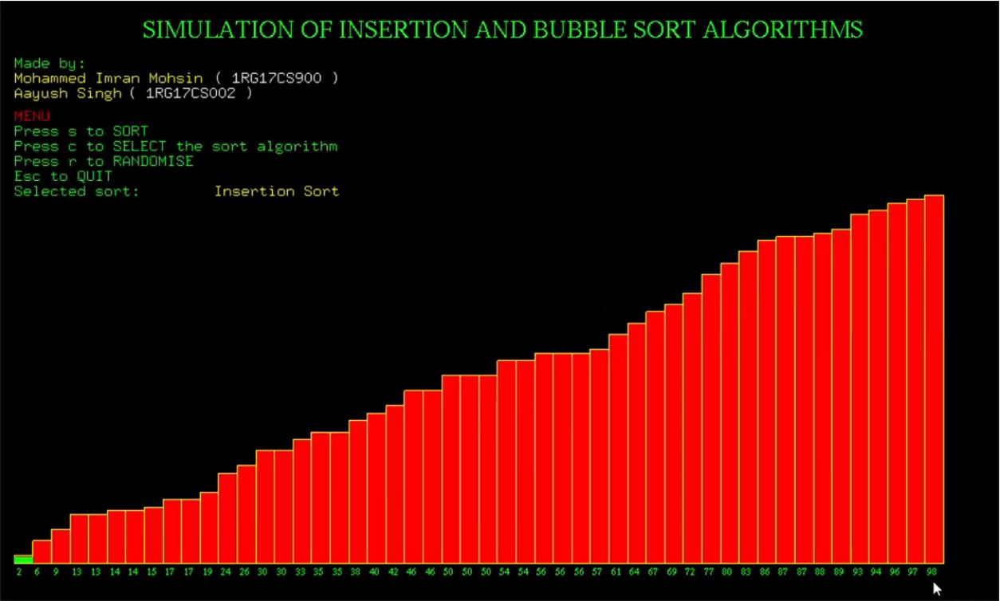 SIMULATION OF INSERTION AND BUBBLE SORT ALGORITHMS
Made by:
Mohammed Imran Mohsin ( 1RG17CS900 )
Aayush Singh ( 1RG17CS002 )
MENU
Press s to SORT
Press c to SELECT the sort algorithm
Press r to RANDOMISE
Esc to QUIT
Selected sort: Insertion Sort
2 6 9 13 13 14 14 15 17 17 19 24 26 30 30 33 35 35 38 40 42 46 46 50 50 50 54 54 56 56 56 57 61 64 67 69 72 77 80 83 86 87 87 88 89 93 94 96 97 98